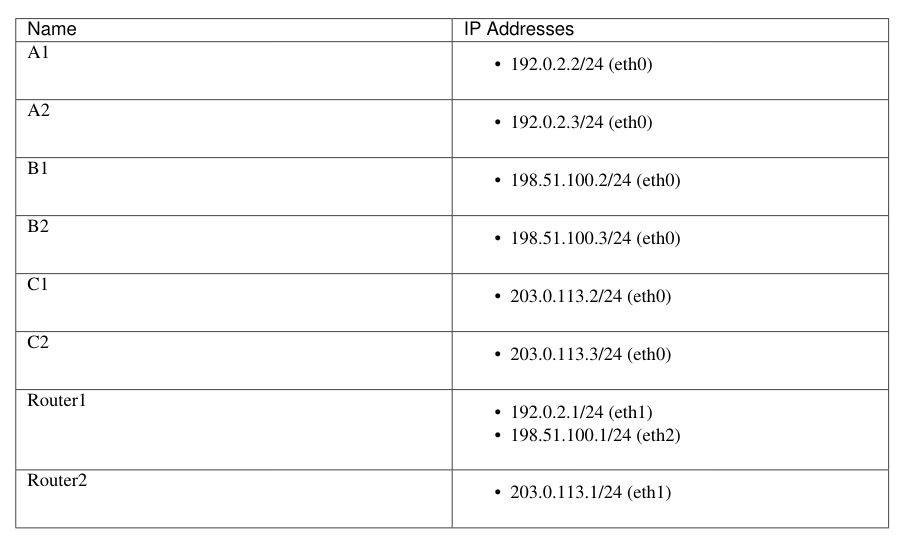 Name IP Addresses
A1
• 192.0.2.2/24 (eth0)
A2
• 192.0.2.3/24 (eth0)
B1
• 198.51.100.2/24 (eth0)
B2
• 198.51.100.3/24 (eth0)
C1
• 203.0.113.2/24 (eth0)
C2
• 203.0.113.3/24 (eth0)
Router1
• 192.0.2.1/24 (eth1)
• 198.51.100.1/24 (eth2)
Router2
• 203.0.113.1/24 (eth1)